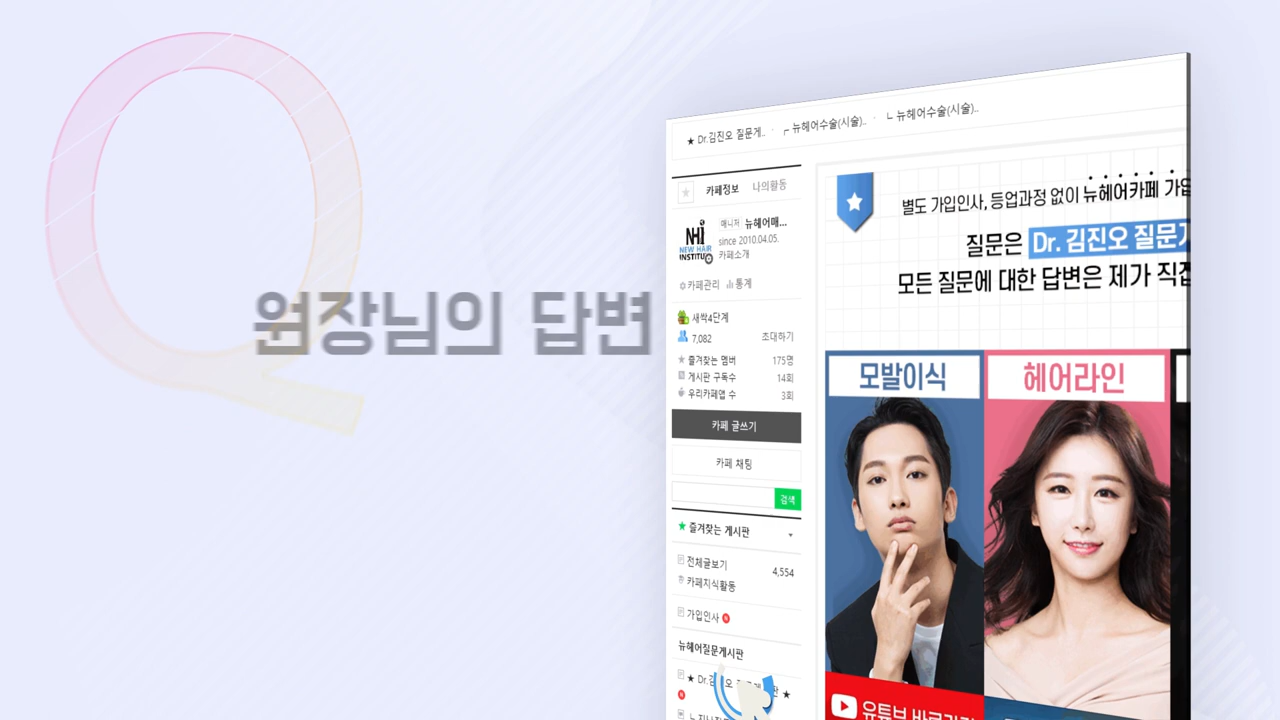 Q
원장님의 답변
★ Dr.김진오 질문게..
┌ 뉴헤어수술(시술)..
ㄴ 뉴헤어수술(시술)..
카페정보 나의활동
NHI
NEW HAIR
INSTITU
매니저 뉴헤어매...
since 2010.04.05.
카페소개
카페관리 통계
새싹4단계
7,082 초대하기
즐겨찾는 멤버 175명
게시판 구독수 14회
우리카페앱 수 3회
카페 글쓰기
카페 채팅
검색
★ 즐겨찾는 게시판
전체글보기 4,554
카페지식활동
가입인사 N
뉴헤어질문게시판
★ Dr.김
★
N
별도 가입인사, 등업과정 없이 뉴헤어카페 가입
질문은 Dr. 김진오 질문기
모든 질문에 대한 답변은 제가 직접
모발이식
헤어라인
유튜브 바로가기